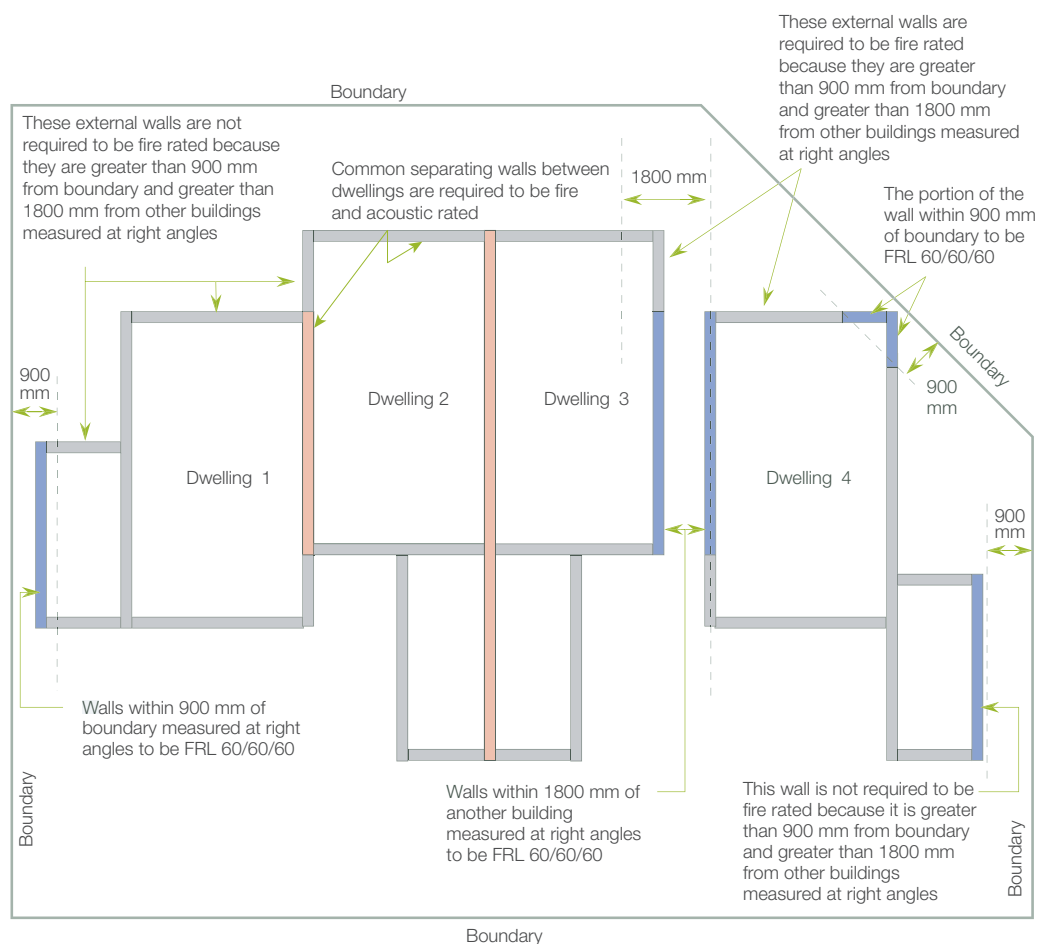 These external walls are
required to be fire rated
because they are greater
than 900 mm from boundary
and greater than 1800 mm
from other buildings measured
at right angles
Boundary
These external walls are not
required to be fire rated because
they are greater than 900 mm
from boundary and greater than
1800 mm from other buildings
measured at right angles
Common separating walls between
dwellings are required to be fire
and acoustic rated
1800 mm
The portion of the
wall within 900 mm
of boundary to be
FRL 60/60/60
Boundary
900
mm
900
mm
Dwelling 2
Dwelling 3
Dwelling 1
Dwelling 4
900
mm
Walls within 900 mm of
boundary measured at right
angles to be FRL 60/60/60
Boundary
Walls within 1800 mm of
another building
measured at right angles
to be FRL 60/60/60
This wall is not required to be
fire rated because it is greater
than 900 mm from boundary
and greater than 1800 mm
from other buildings
measured at right angles
Boundary
Boundary